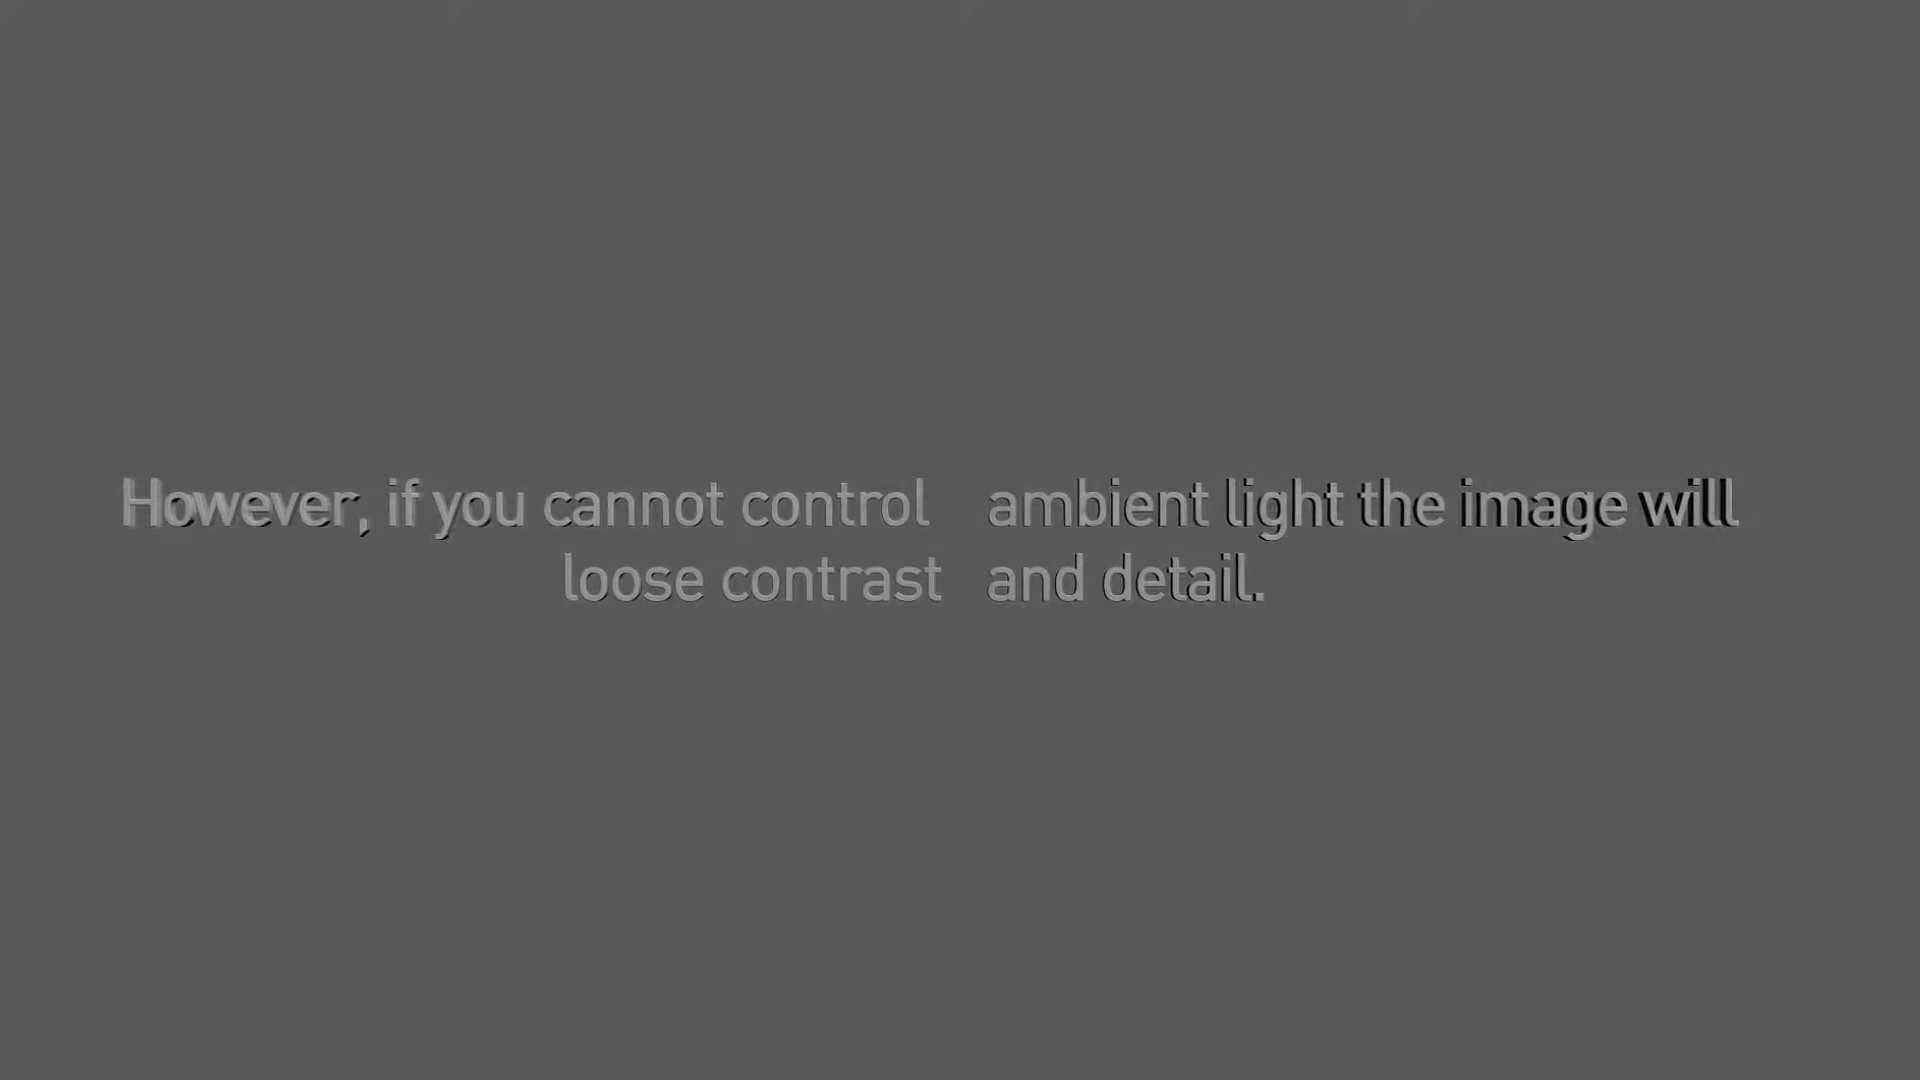 However, if you cannot control ambient light the image will
loose contrast and detail.